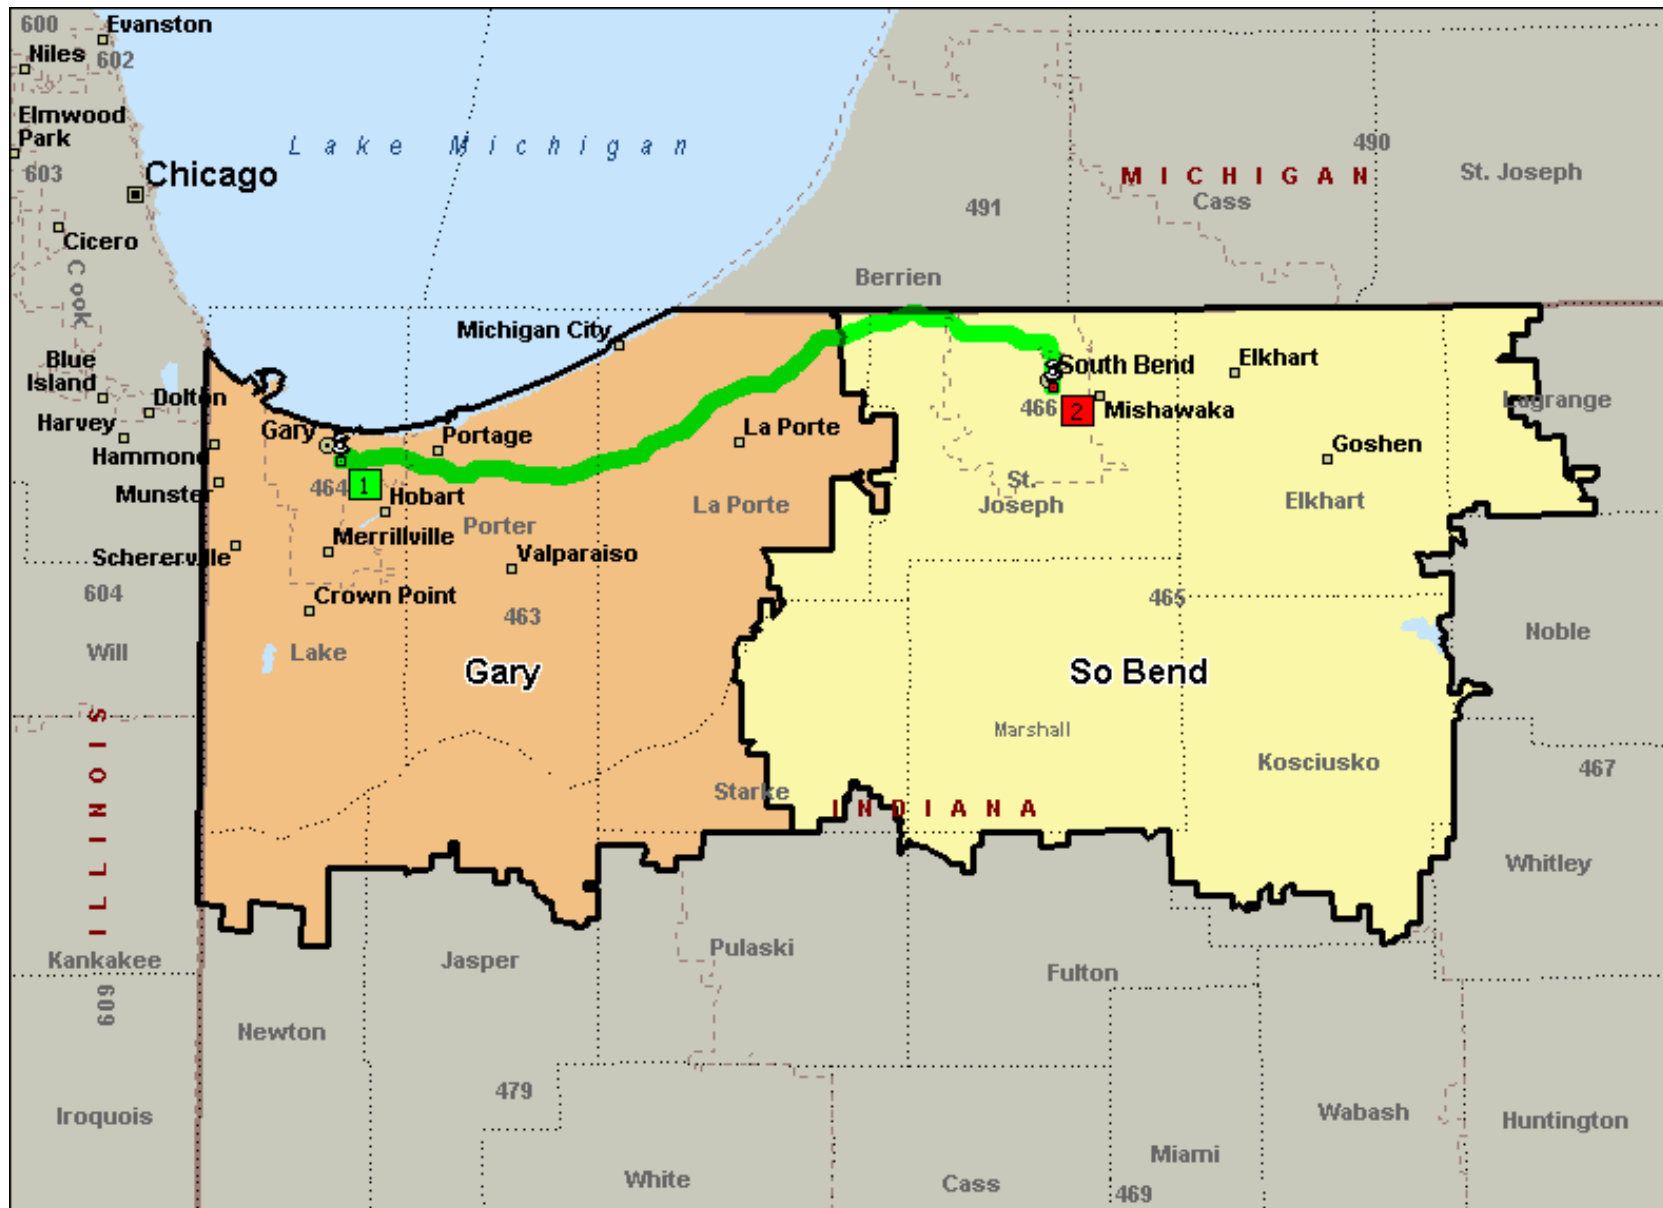 600
Evanston
Niles
602
Elmwood
Park
603
Chicago
Cicero
Cook
Lake Michigan
490
MICHIGAN
St. Joseph
Cass
491
Berrien
Michigan City
Blue
Island
Dolton
Harvey
Gary
Portage
La Porte
South Bend
Elkhart
466
2
Mishawaka
Lagrange
Hammond
Goshen
Munster
464
1
Hobart
Porter
La Porte
St.
Joseph
Elkhart
Schererville
Merrillville
Valparaiso
604
Crown Point
463
465
Will
Lake
Noble
Gary
So Bend
ILLINOIS
Marshall
Kosciusko
467
Starke
INDIANA
Whitley
Kankakee
Jasper
Pulaski
Fulton
609
Newton
479
Iroquois
Wabash
Huntington
Miami
White
Cass
469